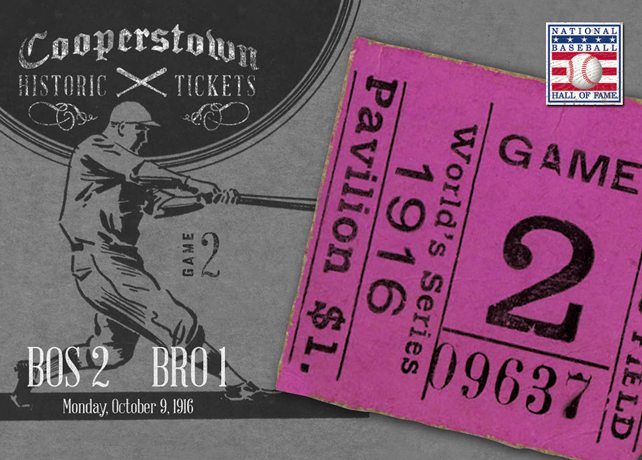 Cooperstown
HISTORIC TICKETS
GAME 2
BOS 2 BRO 1
Monday, October 9, 1916
NATIONAL
BASEBALL
HALL OF FAME
Pavilion $1.
1916
World's Series
GAME
2
09637
FIELD